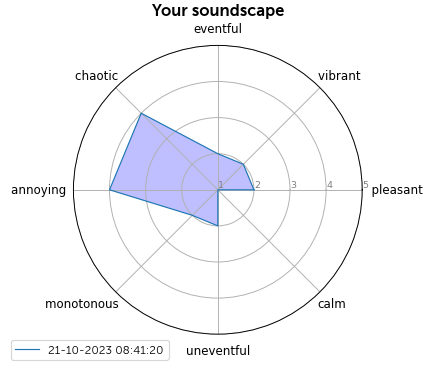 Your soundscape
eventful
chaotic
vibrant
annoying
1
2
3
4
5
pleasant
monotonous
calm
uneventful
21-10-2023 08:41:20